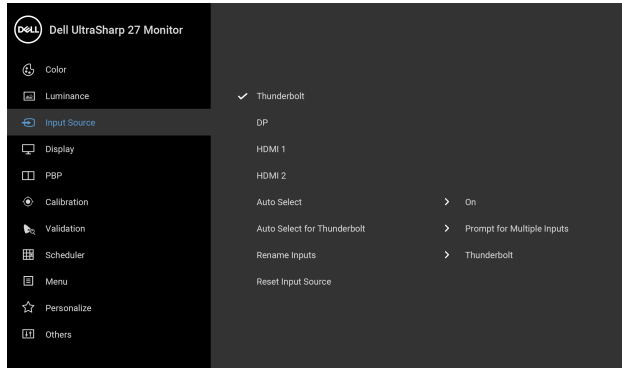 DELL Dell UltraSharp 27 Monitor
Color
Luminance
Thunderbolt
Input Source
DP
Display
HDMI 1
PBP
HDMI 2
Calibration
Auto Select
On
Validation
Auto Select for Thunderbolt
Prompt for Multiple Inputs
Scheduler
Rename Inputs
Thunderbolt
Menu
Reset Input Source
Personalize
Others